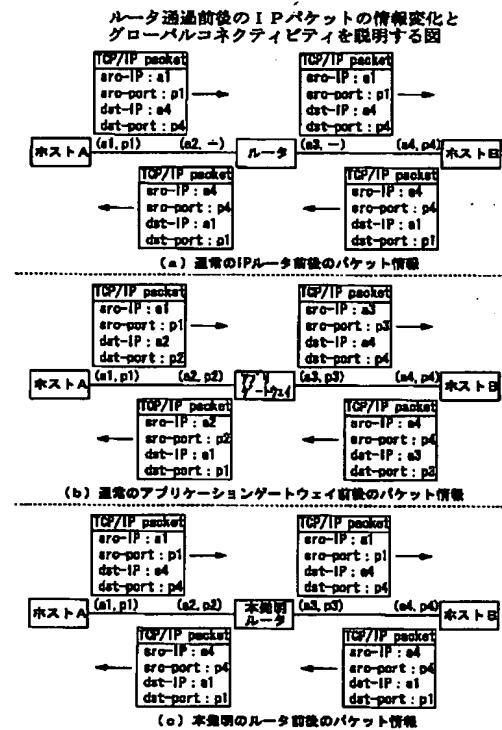 ルータ通過前後のIPパケットの情報変化と
グローバルコネクティビティを説明する図
TCP/IP packet
src-IP : a1
src-port : p1
dst-IP : a4
dst-port : p4
TCP/IP packet
src-IP : a1
src-port : p1
dst-IP : a4
dst-port : p4
ホストA (a1, p1) (a2, -) ルータ (a3, -) (a4, p4) ホストB
TCP/IP packet
src-IP : a4
src-port : p4
dst-IP : a1
dst-port : p1
TCP/IP packet
src-IP : a4
src-port : p4
dst-IP : a1
dst-port : p1
(a) 通常のIPルータ前後のパケット情報
TCP/IP packet
src-IP : a1
src-port : p1
dst-IP : a2
dst-port : p2
TCP/IP packet
src-IP : a3
src-port : p3
dst-IP : a4
dst-port : p4
ホストA (a1, p1) (a2, p2) アプリ (a3, p3) (a4, p4) ホストB
ゲートウェイ
TCP/IP packet
src-IP : a2
src-port : p2
dst-IP : a1
dst-port : p1
TCP/IP packet
src-IP : a4
src-port : p4
dst-IP : a3
dst-port : p3
(b) 通常のアプリケーションゲートウェイ前後のパケット情報
TCP/IP packet
src-IP : a1
src-port : p1
dst-IP : a4
dst-port : p4
TCP/IP packet
src-IP : a1
src-port : p1
dst-IP : a4
dst-port : p4
ホストA (a1, p1) (a2, p2) 本発明 (a3, p3) (a4, p4) ホストB
ルータ
TCP/IP packet
src-IP : a4
src-port : p4
dst-IP : a1
dst-port : p1
TCP/IP packet
src-IP : a4
src-port : p4
dst-IP : a1
dst-port : p1
(c) 本発明のルータ前後のパケット情報